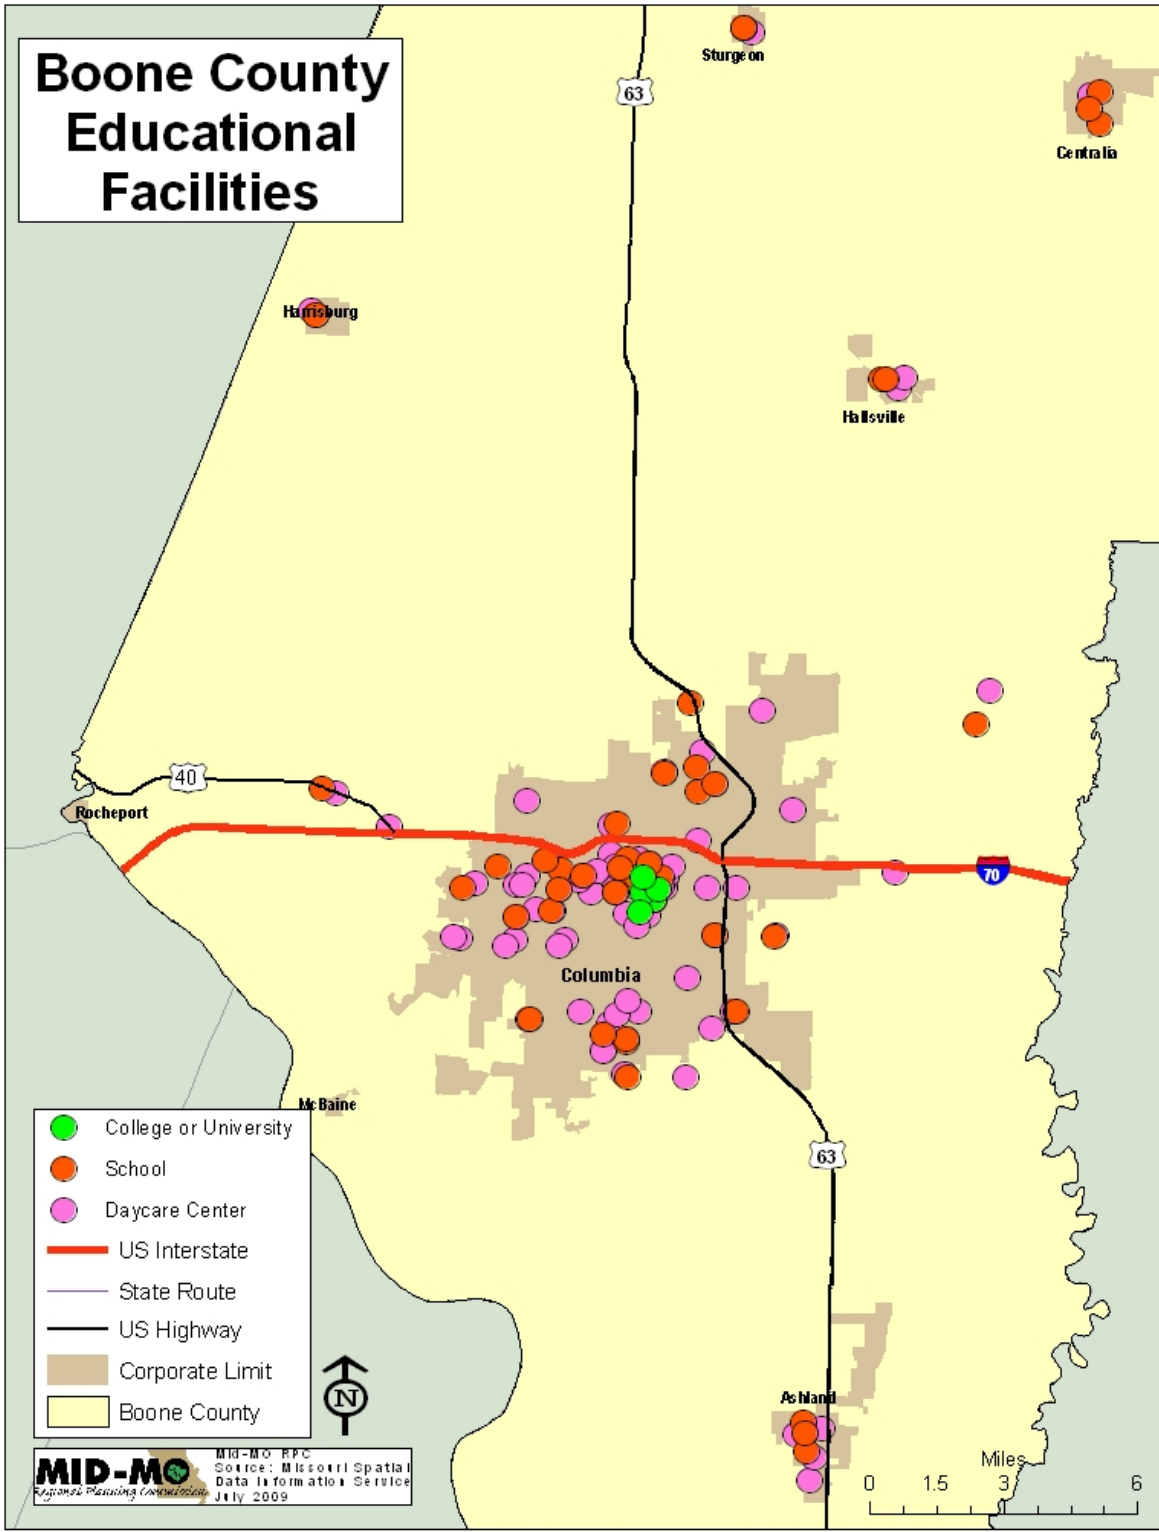 Boone County
Educational
Facilities
Sturgeon
63
Centralia
Harrisburg
Hallsville
40
Rocheport
70
Columbia
McBaine
63
College or University
School
Daycare Center
US Interstate
State Route
US Highway
Corporate Limit
Boone County
N
Ashland
Miles
0 1.5 3 6
MID-MO
Regional Planning Commission
Mid-MO RPC
Source: Missouri Spatial
Data Information Service
July 2009